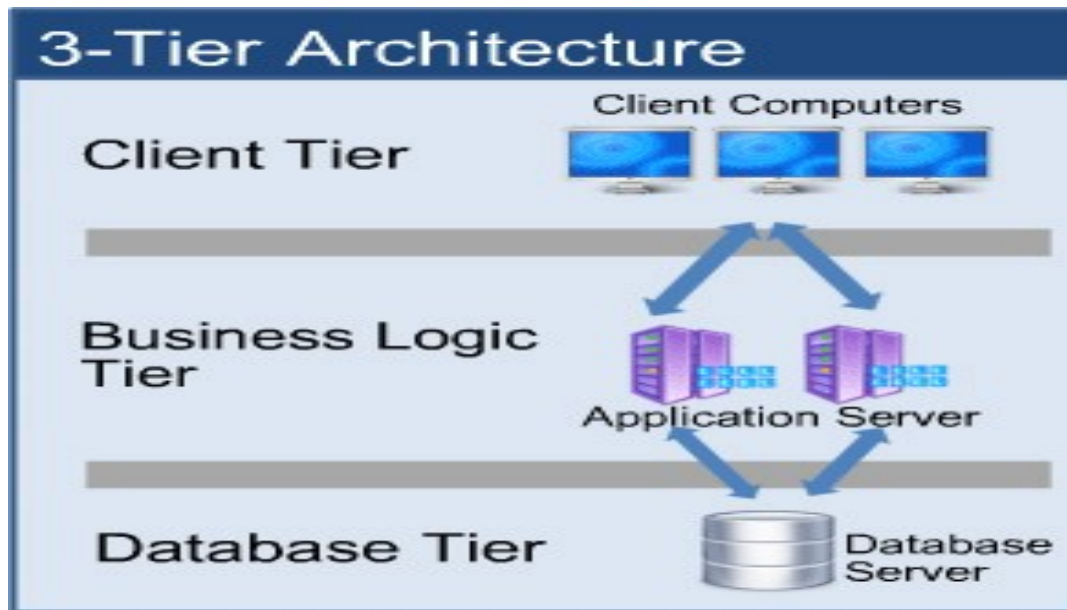 3-Tier Architecture
Client Computers
Client Tier
Business Logic
Tier
Application Server
Database Tier
Database
Server